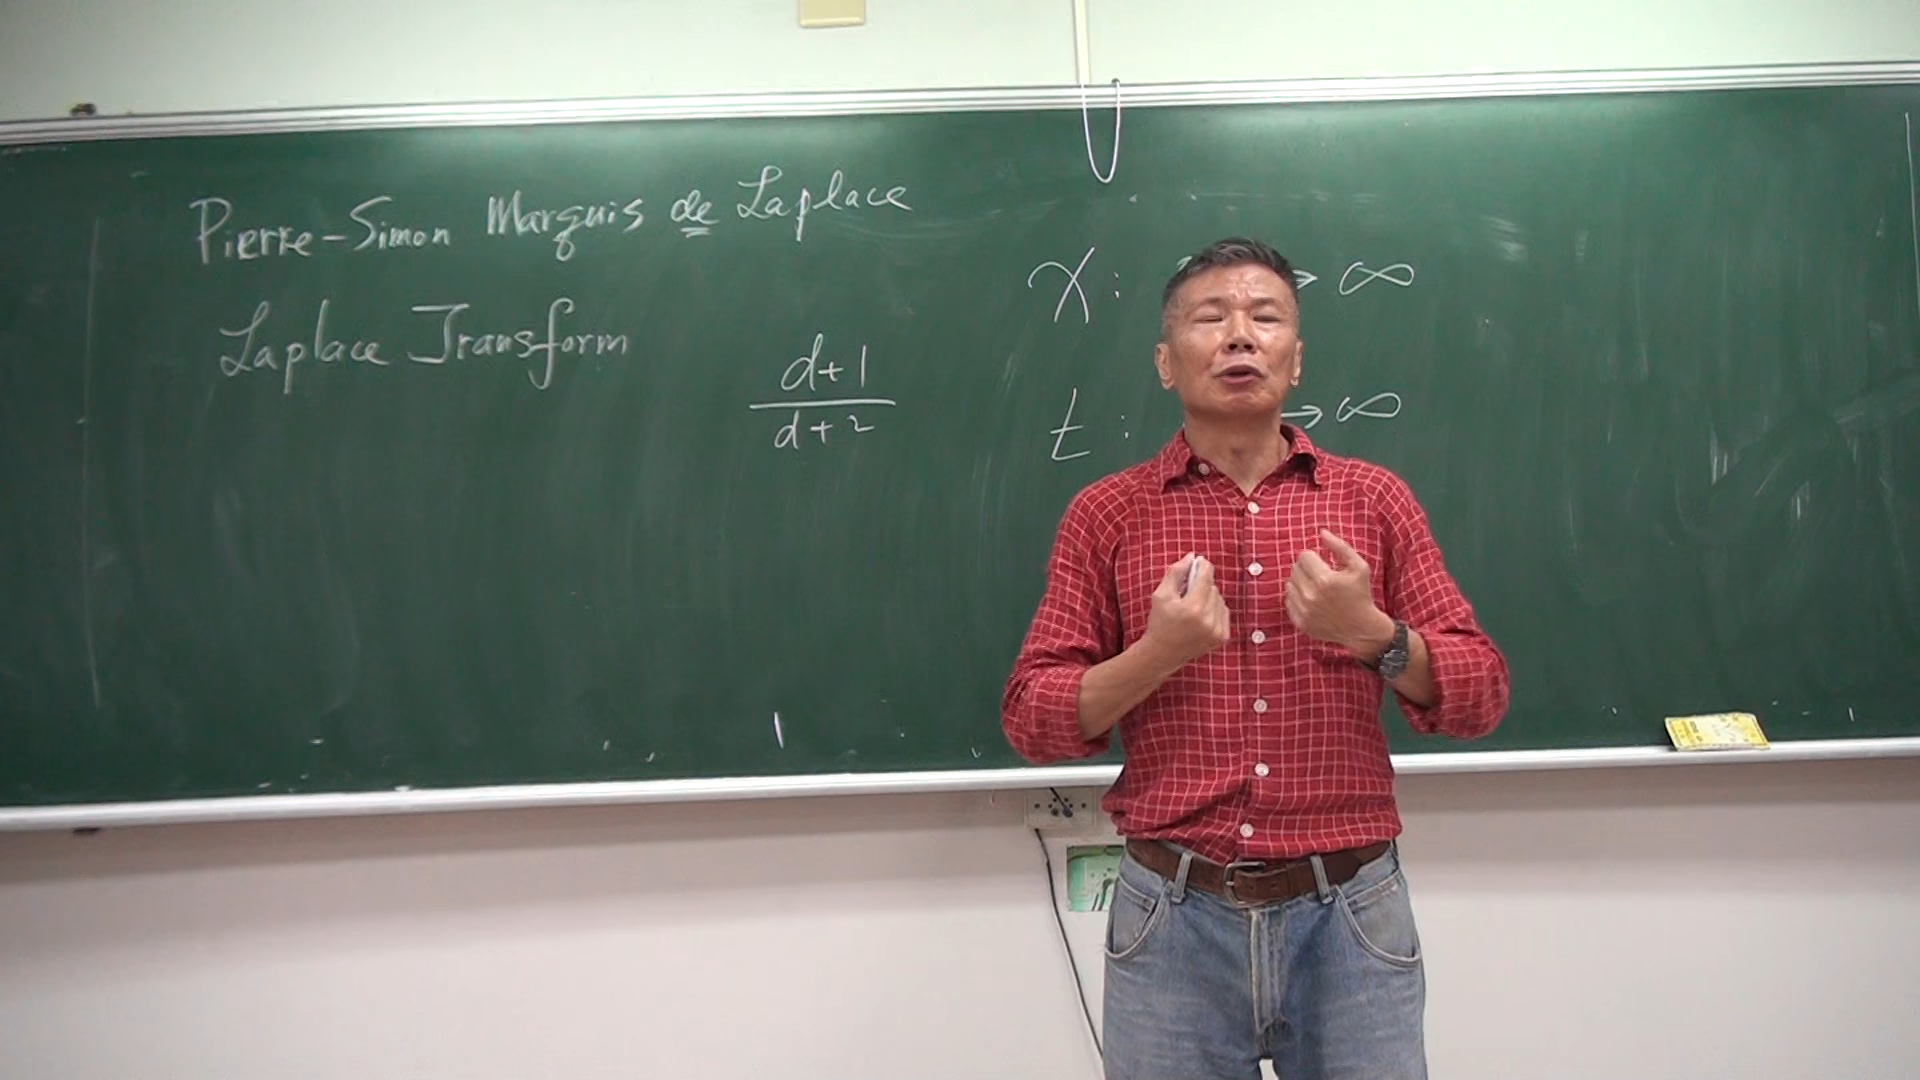 Pierre-Simon Marquis de Laplace
Laplace Transform
d+1
d+2
x: → ∞
t: → ∞